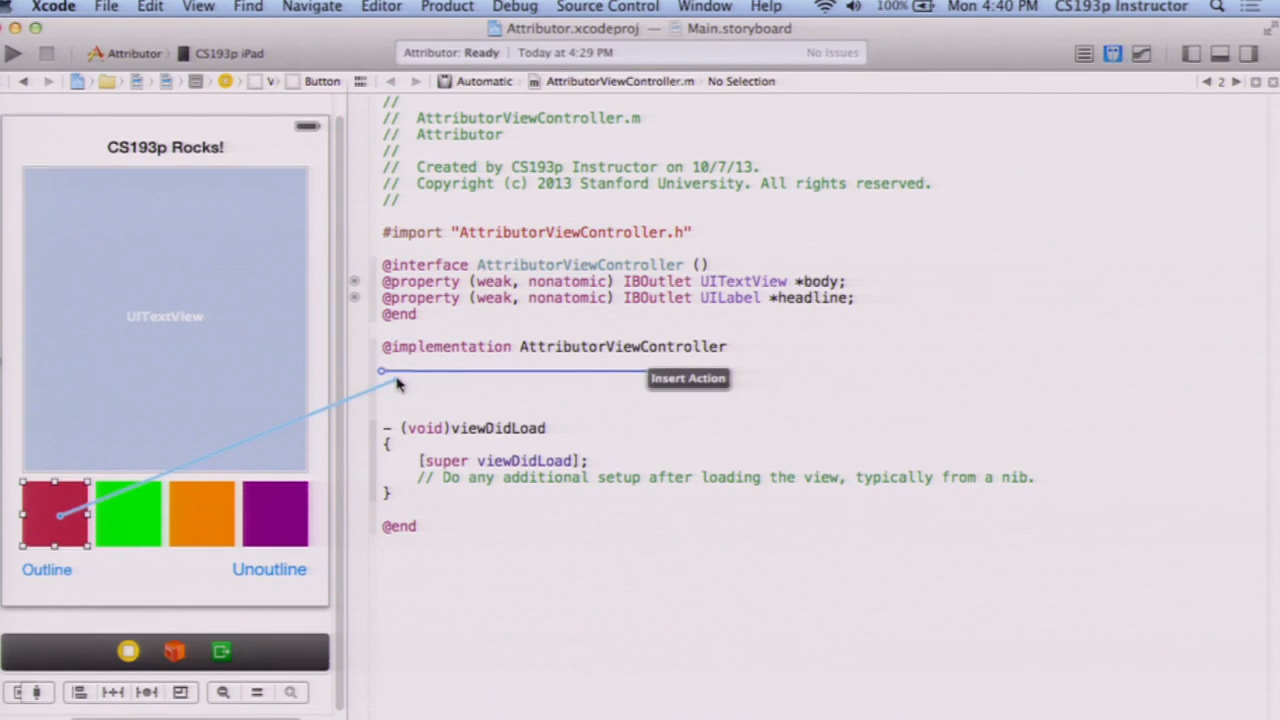 Xcode File Edit View Find Navigate Editor Product Debug Source Control Window Help 100% Mon 4:40 PM CS193p Instructor
Attributor.xcodeproj — Main.storyboard
Attributor CS193p iPad Attributor: Ready Today at 4:29 PM No Issues
V Button Automatic AttributorViewController.m No Selection 2
//
// AttributorViewController.m
// Attributor
//
// Created by CS193p Instructor on 10/7/13.
// Copyright (c) 2013 Stanford University. All rights reserved.
//
#import "AttributorViewController.h"
@interface AttributorViewController ()
@property (weak, nonatomic) IBOutlet UITextView *body;
@property (weak, nonatomic) IBOutlet UILabel *headline;
@end
@implementation AttributorViewController
Insert Action
- (void)viewDidLoad
{
[super viewDidLoad];
// Do any additional setup after loading the view, typically from a nib.
}
@end
CS193p Rocks!
UITextView
Outline Unoutline